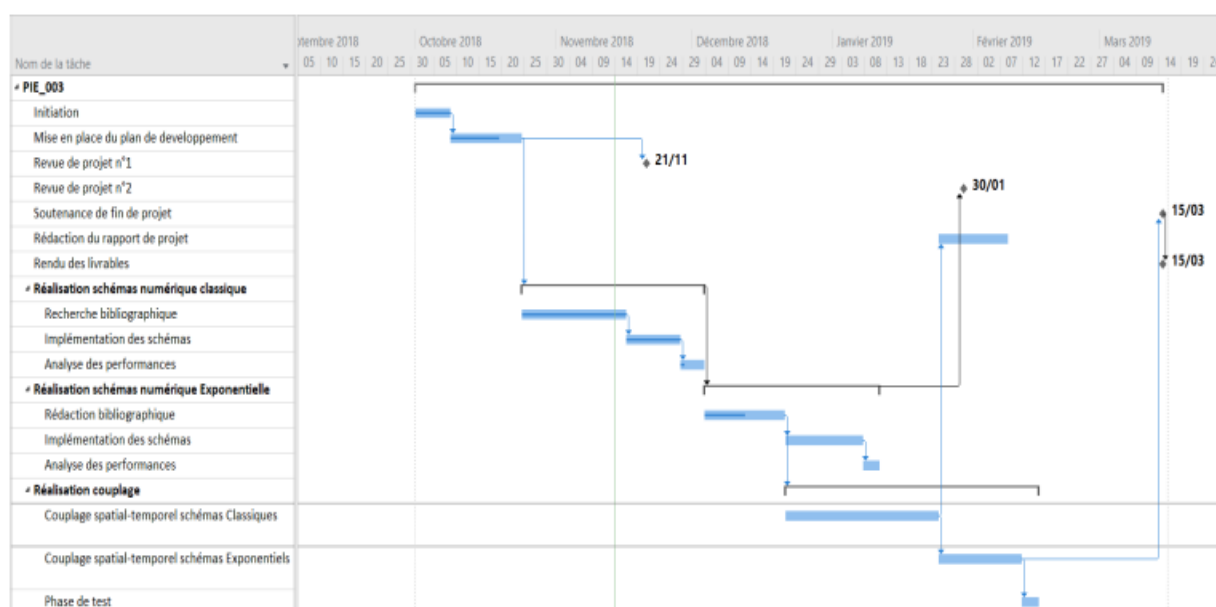 tembre 2018 Octobre 2018 Novembre 2018 Décembre 2018 Janvier 2019 Février 2019 Mars 2019
Nom de la tâche 05 10 15 20 25 30 05 10 15 20 25 30 04 09 14 19 24 29 04 09 14 19 24 29 03 08 13 18 23 28 02 07 12 17 22 27 04 09 14 19
PIE_003
Initiation
Mise en place du plan de developpement
Revue de projet n°1 21/11
Revue de projet n°2 30/01
Soutenance de fin de projet 15/03
Rédaction du rapport de projet
Rendu des livrables 15/03
Réalisation schémas numérique classique
Recherche bibliographique
Implémentation des schémas
Analyse des performances
Réalisation schémas numérique Exponentielle
Rédaction bibliographique
Implémentation des schémas
Analyse des performances
Réalisation couplage
Couplage spatial-temporel schémas Classiques
Couplage spatial-temporel schémas Exponentiels
Phase de test